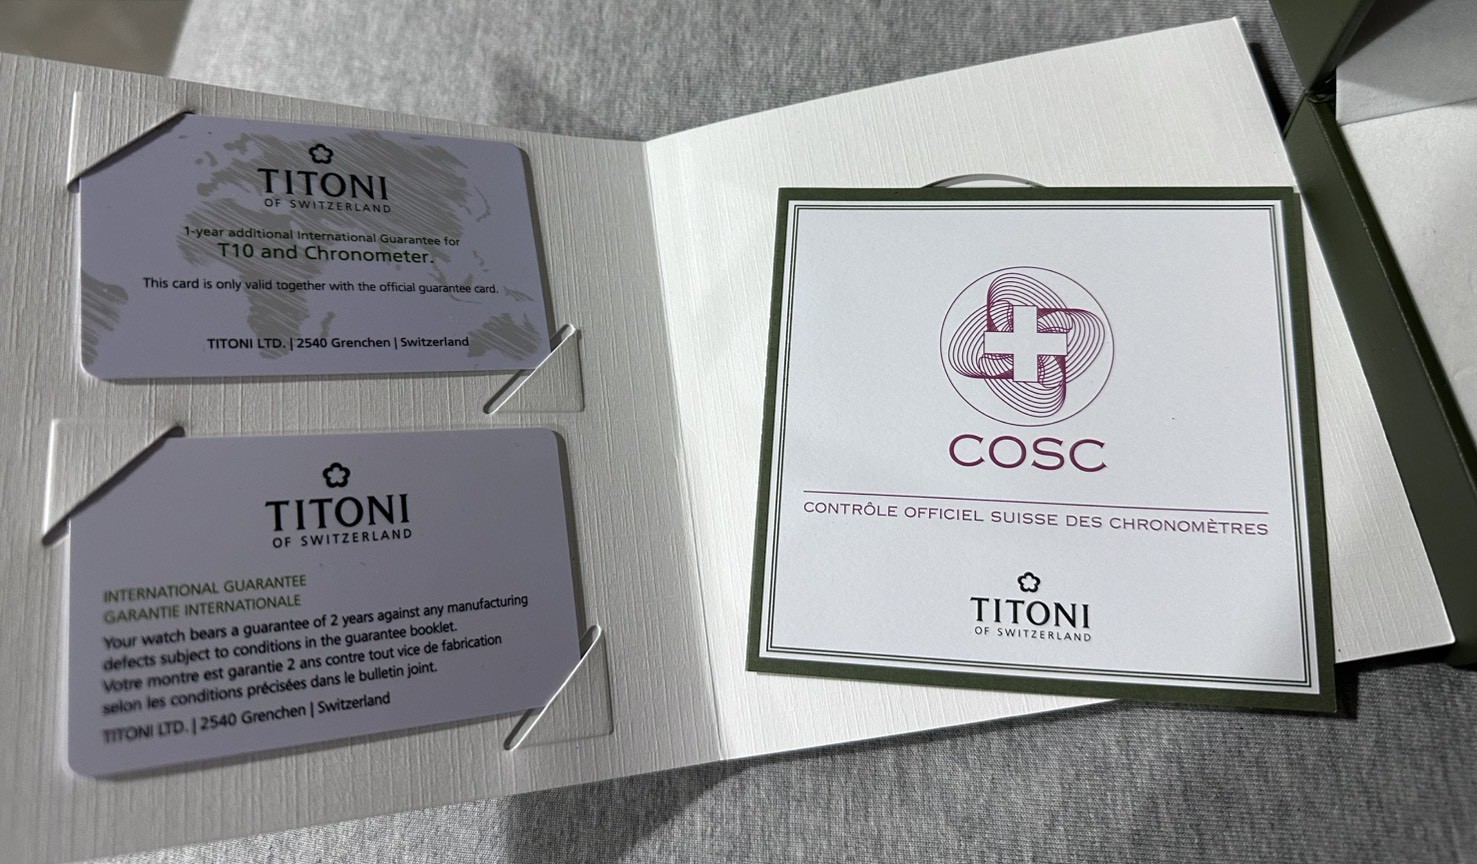 TITONI
OF SWITZERLAND
1-year additional International Guarantee for
T10 and Chronometer.
This card is only valid together with the official guarantee card.
TITONI LTD. | 2540 Grenchen | Switzerland
TITONI
OF SWITZERLAND
INTERNATIONAL GUARANTEE
GARANTIE INTERNATIONALE
Your watch bears a guarantee of 2 years against any manufacturing
defects subject to conditions in the guarantee booklet.
Votre montre est garantie 2 ans contre tout vice de fabrication
selon les conditions précisées dans le bulletin joint.
TITONI LTD. | 2540 Grenchen | Switzerland
COSC
CONTRÔLE OFFICIEL SUISSE DES CHRONOMÈTRES
TITONI
OF SWITZERLAND